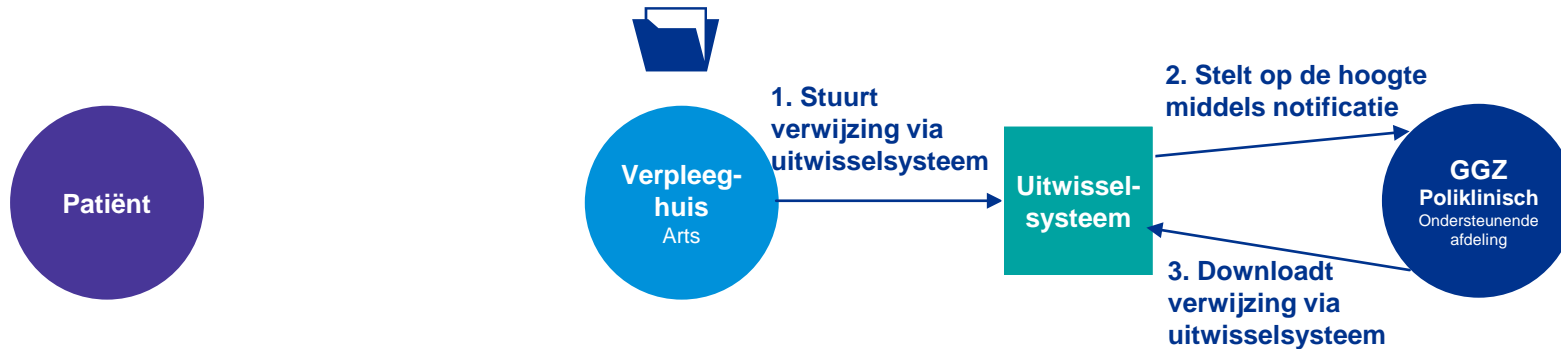 Patiënt
Verpleeg-
huis
Arts
1. Stuurt
verwijzing via
uitwisselsysteem
Uitwissel-
systeem
2. Stelt op de hoogte
middels notificatie
GGZ
Poliklinisch
Ondersteunende
afdeling
3. Downloadt
verwijzing via
uitwisselsysteem